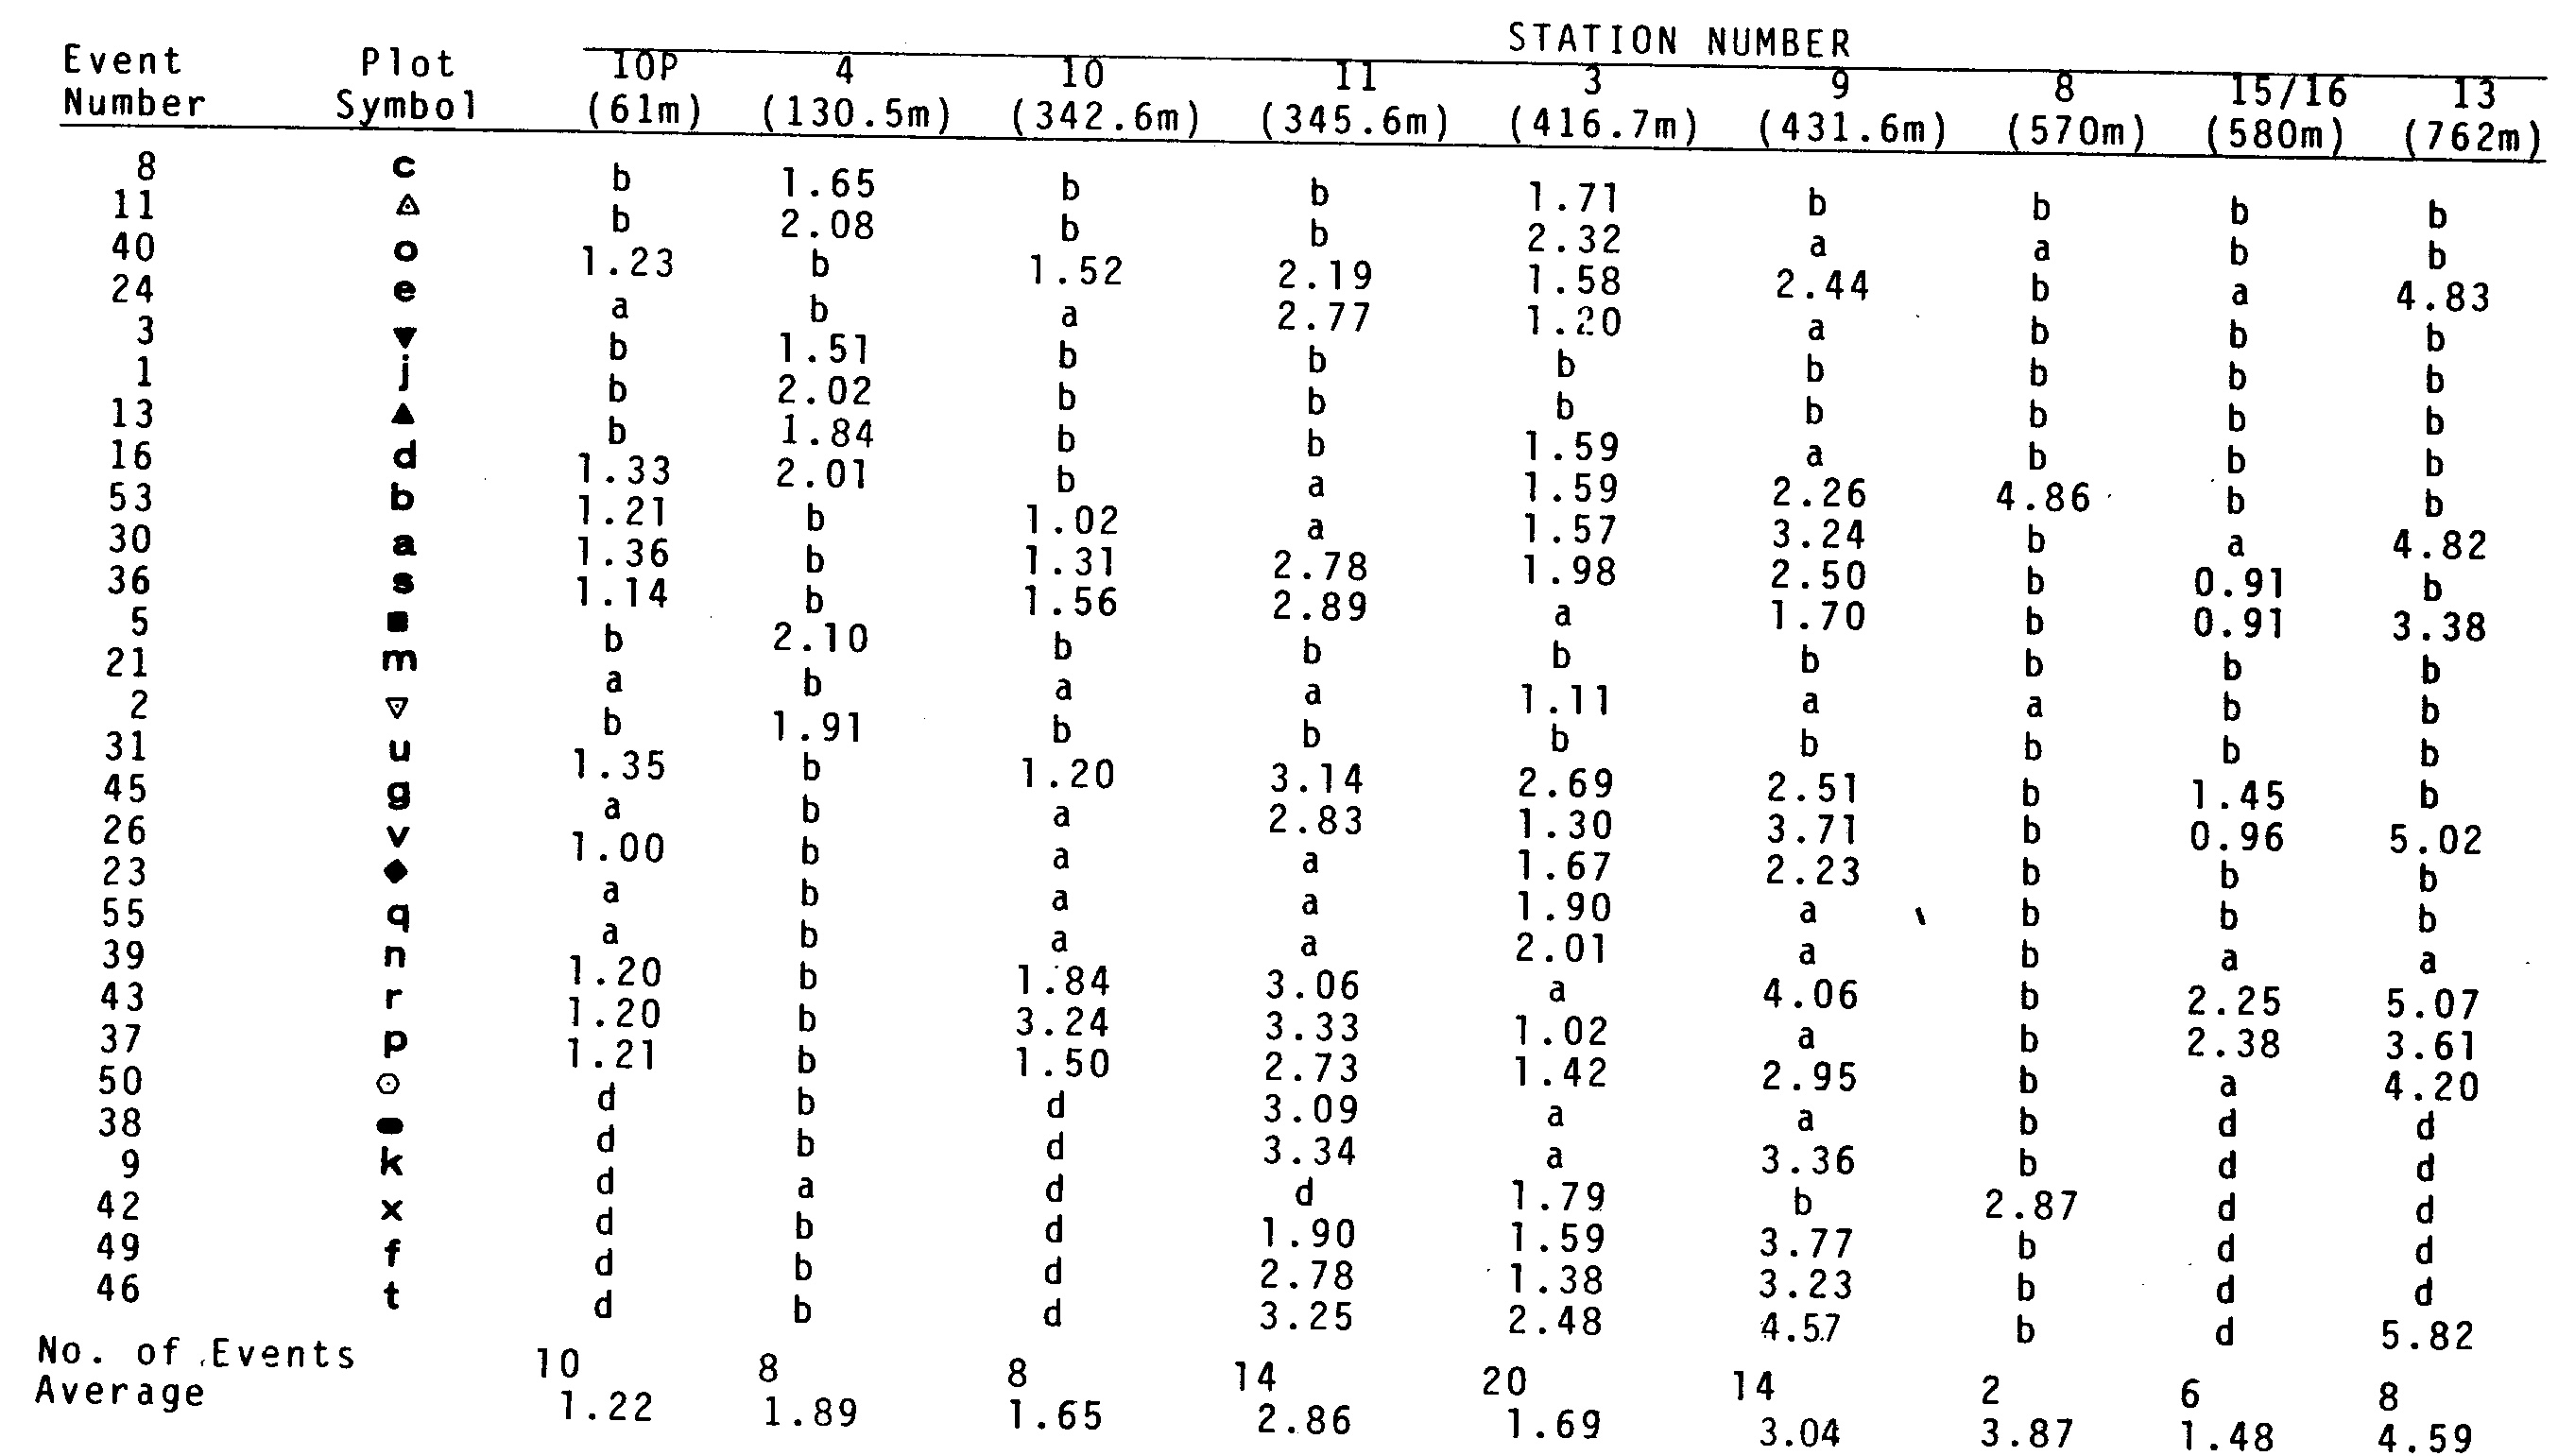 STATION NUMBER
Event Plot IOP 4 10 11 3 9 8 15/16 13
Number Symbol (61m) (130.5m) (342.6m) (345.6m) (416.7m) (431.6m) (570m) (580m) (762m)
8 c b 1.65 b b 1.71 b b b b
11 b 2.08 b b 2.32 a a b b
40 o 1.23 b 1.52 2.19 1.58 2.44 b a 4.83
24 e a b a 2.77 1.20 a b b b
3 ▼ b 1.51 b b b b b b b
1 j b 2.02 b b b b b b b
13 ▲ b 1.84 b b 1.59 a b b b
16 d 1.33 2.01 b a 1.59 2.26 4.86 b b
53 b 1.21 b 1.02 a 1.57 3.24 b a 4.82
30 a 1.36 b 1.31 2.78 1.98 2.50 b 0.91 b
36 s 1.14 b 1.56 2.89 a 1.70 b 0.91 3.38
5 ■ b 2.10 b b b b b b b
21 m a b a a 1.11 a a b b
2 b 1.91 b b b b b b b
31 u 1.35 b 1.20 3.14 2.69 2.51 b 1.45 b
45 g a b a 2.83 1.30 3.71 b 0.96 5.02
26 v 1.00 b a a 1.67 2.23 b b b
23 ◆ a b a a 1.90 a b b b
55 q a b a a 2.01 a b a a
39 n 1.20 b 1.84 3.06 a 4.06 b 2.25 5.07
43 r 1.20 b 3.24 3.33 1.02 a b 2.38 3.61
37 p 1.21 b 1.50 2.73 1.42 2.95 b a 4.20
50 d b d 3.09 a a b d d
38 d b d 3.34 a 3.36 b d d
9 k d a d d 1.79 b 2.87 d d
42 x d b d 1.90 1.59 3.77 b d d
49 f d b d 2.78 1.38 3.23 b d d
46 t d b d 3.25 2.48 4.57 b d 5.82
No. of Events 10 8 8 14 20 14 2 6 8
Average 1.22 1.89 1.65 2.86 1.69 3.04 3.87 1.48 4.59